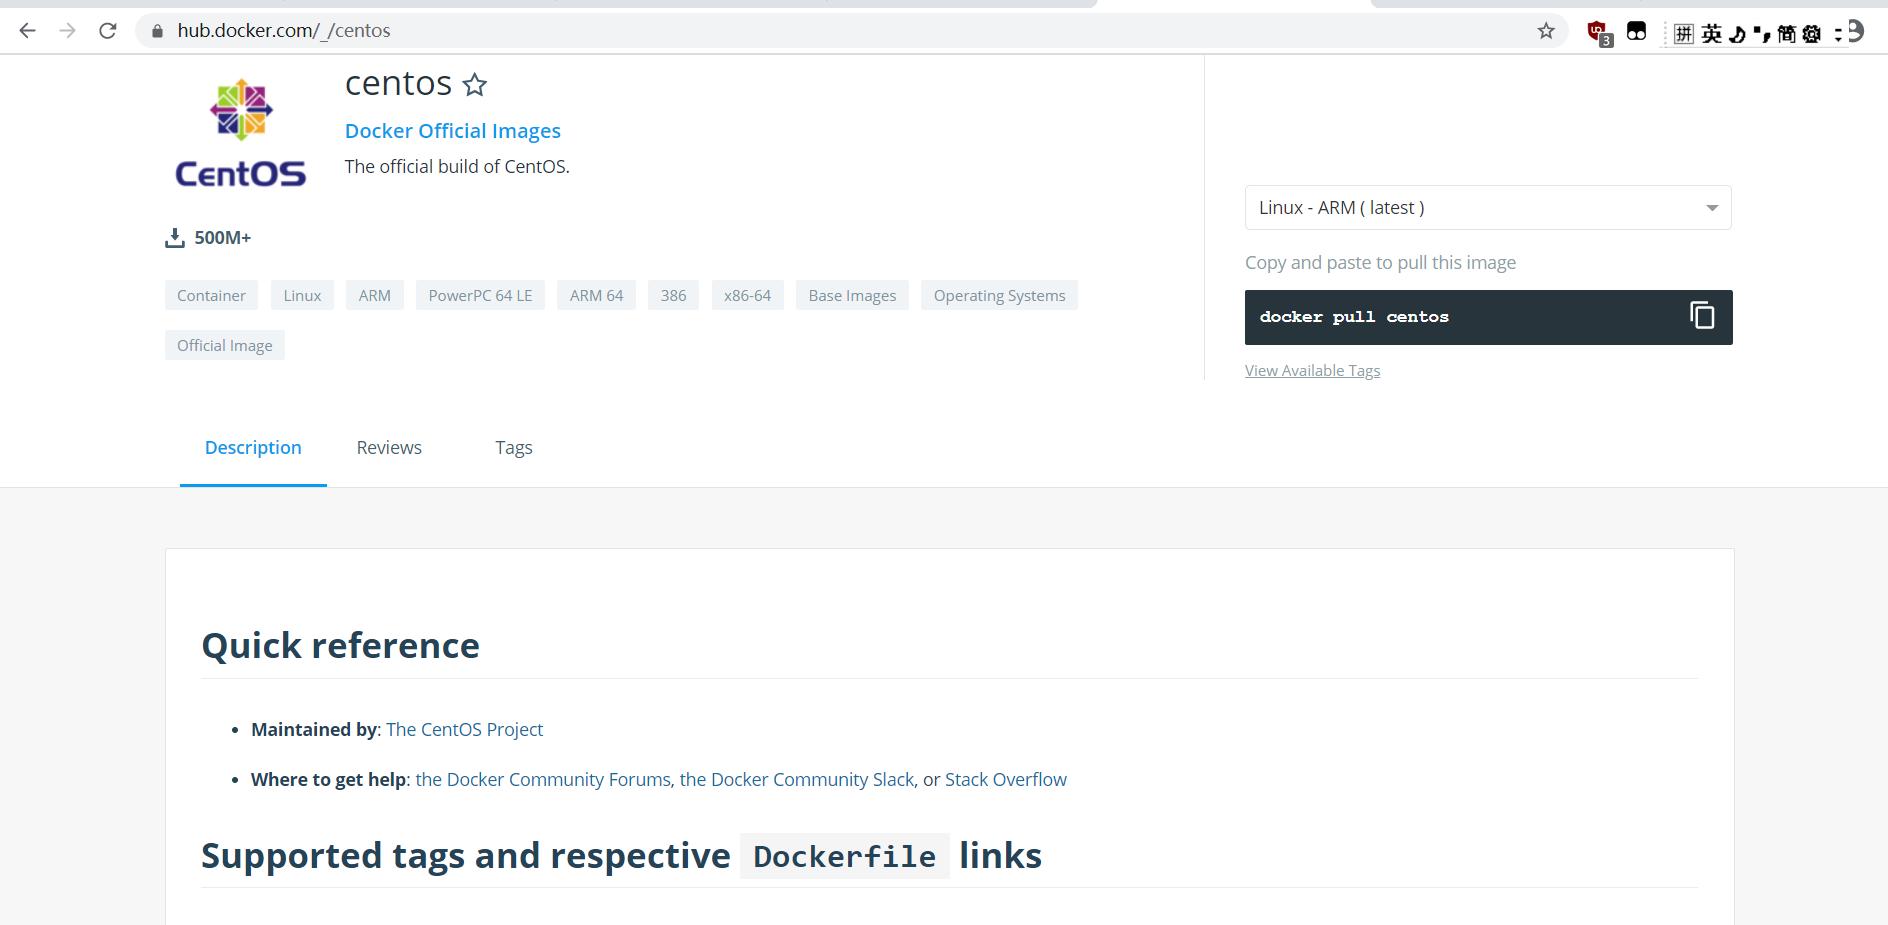 hub.docker.com/_/centos
3
拼 英 简
centos
Docker Official Images
The official build of CentOS.
CentOS
500M+
Container Linux ARM PowerPC 64 LE ARM 64 386 x86-64 Base Images Operating Systems
Official Image
Linux - ARM ( latest )
Copy and paste to pull this image
docker pull centos
View Available Tags
Description Reviews Tags
Quick reference
• Maintained by: The CentOS Project
• Where to get help: the Docker Community Forums, the Docker Community Slack, or Stack Overflow
Supported tags and respective Dockerfile links